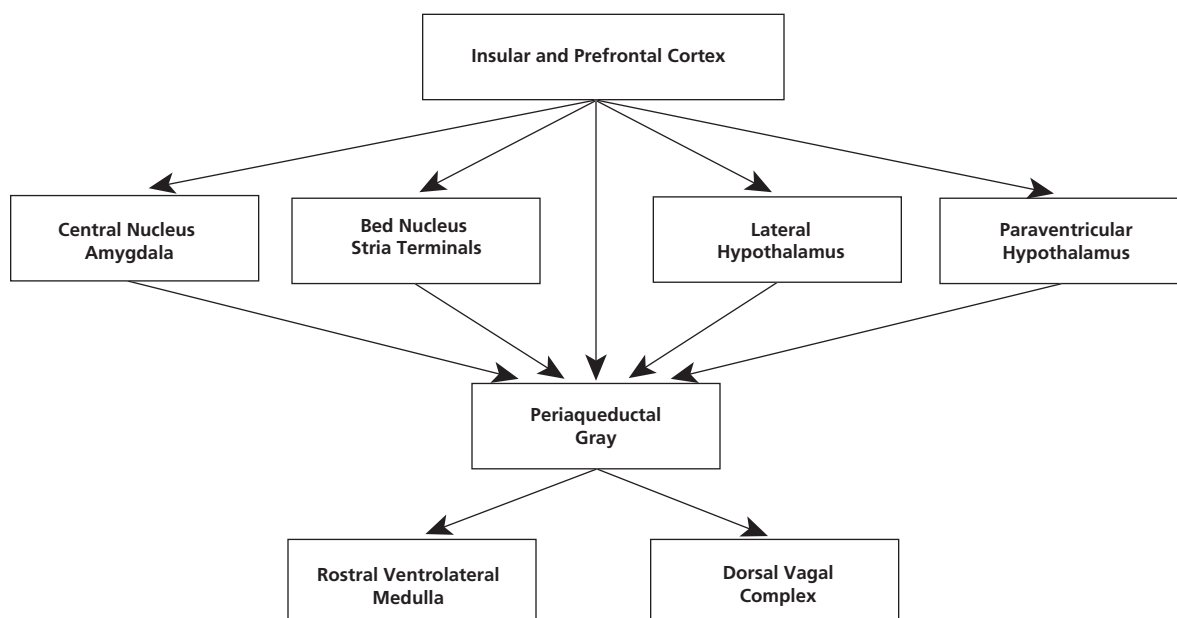 Insular and Prefrontal Cortex
Central Nucleus
Amygdala
Bed Nucleus
Stria Terminals
Lateral
Hypothalamus
Paraventricular
Hypothalamus
Periaqueductal
Gray
Rostral Ventrolateral
Medulla
Dorsal Vagal
Complex